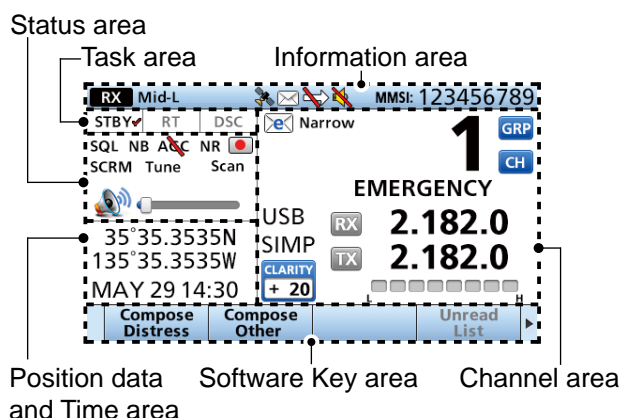 Status area
Task area
Information area
RX Mid-L MMSI: 123456789
STBY RT DSC
e Narrow
1 GRP
SQL NB AGC NR
CH
SCRM Tune Scan
EMERGENCY
USB RX 2.182.0
35°35.3535N
SIMP TX 2.182.0
135°35.3535W
CLARITY
+ 20
MAY 29 14:30
L H
Compose Distress
Compose Other
Unread List
Position data and Time area
Software Key area
Channel area